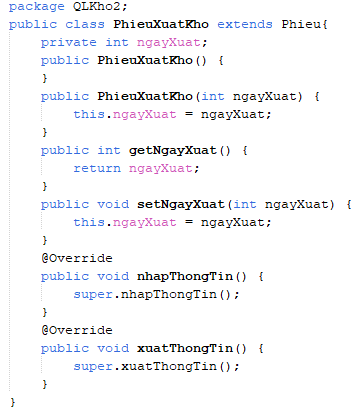 package QLKho2;
public class PhieuXuatKho extends Phieu{
    private int ngayXuat;
    public PhieuXuatKho() {
    }
    public PhieuXuatKho(int ngayXuat) {
        this.ngayXuat = ngayXuat;
    }
    public int getNgayXuat() {
        return ngayXuat;
    }
    public void setNgayXuat(int ngayXuat) {
        this.ngayXuat = ngayXuat;
    }
    @Override
    public void nhapThongTin() {
        super.nhapThongTin();
    }
    @Override
    public void xuatThongTin() {
        super.xuatThongTin();
    }
}